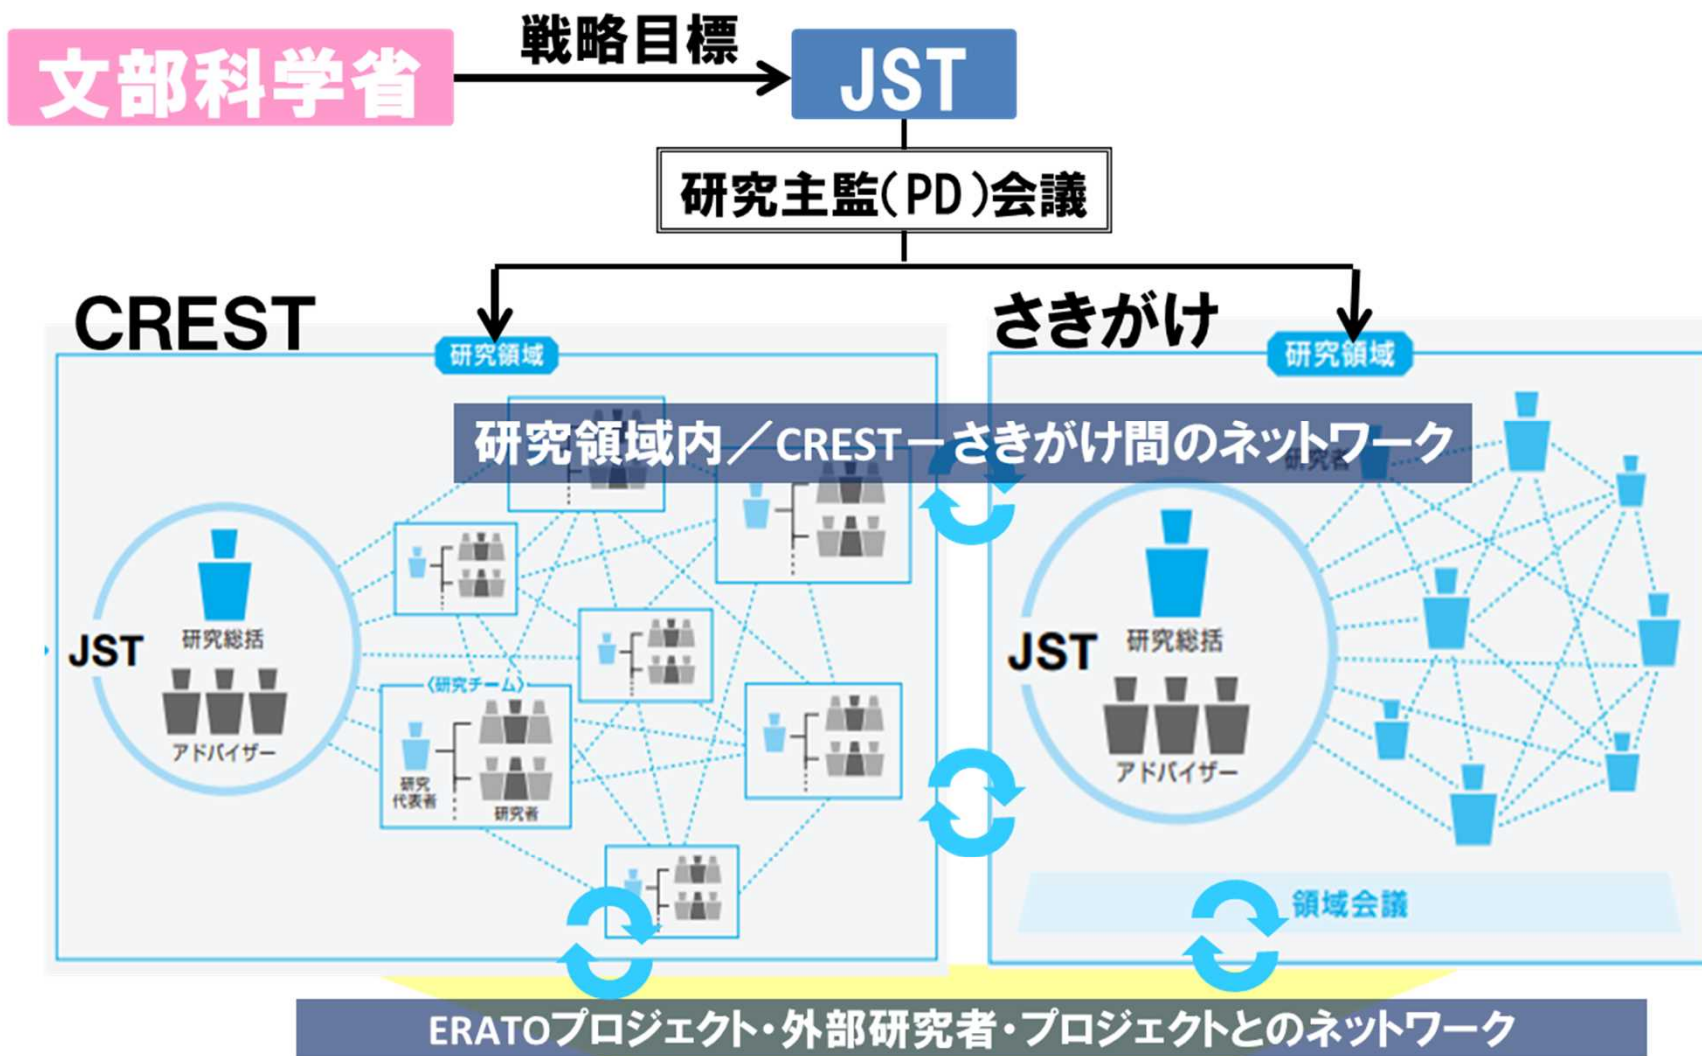 戦略目標
文部科学省
JST
研究主監(PD)会議
CREST
さきがけ
研究領域
研究領域
研究領域内／CREST－さきがけ間のネットワーク
研究者
JST
研究総括
アドバイザー
〈研究チーム〉
研究
代表者
研究者
JST
研究総括
アドバイザー
領域会議
ERATOプロジェクト・外部研究者・プロジェクトとのネットワーク